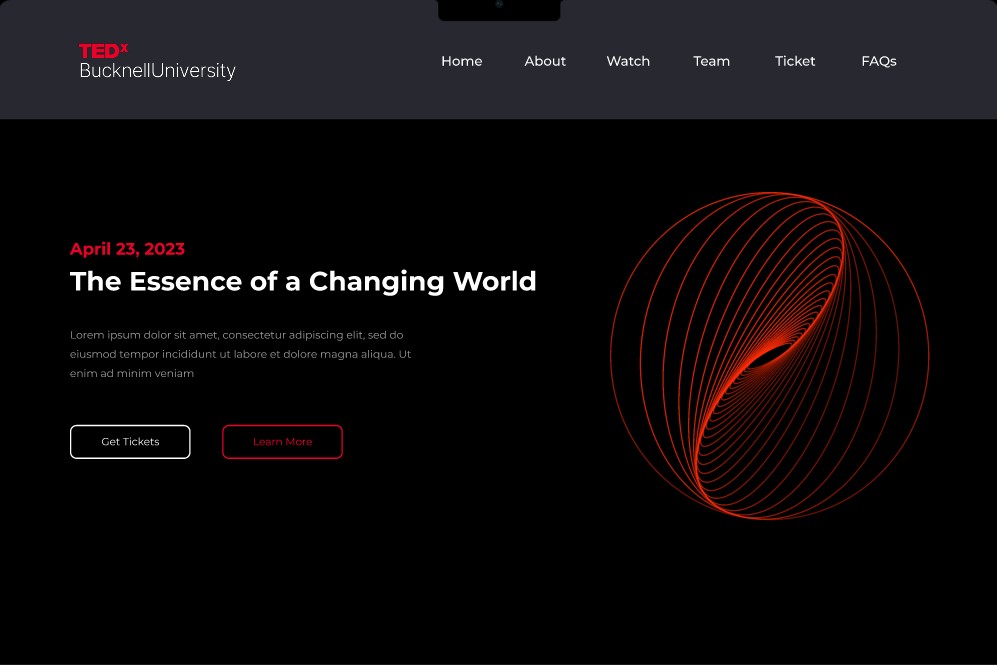 TEDx
BucknellUniversity
Home About Watch Team Ticket FAQs
April 23, 2023
The Essence of a Changing World
Lorem ipsum dolor sit amet, consectetur adipiscing elit, sed do
eiusmod tempor incididunt ut labore et dolore magna aliqua. Ut
enim ad minim veniam
Get Tickets Learn More